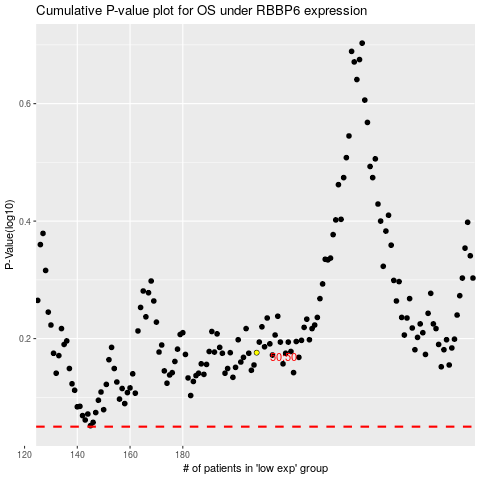 Cumulative P-value plot for OS under RBBP6 expression
P-Value(log10)
0.6
0.4
0.2
50:50
120 140 160 180
# of patients in 'low exp' group